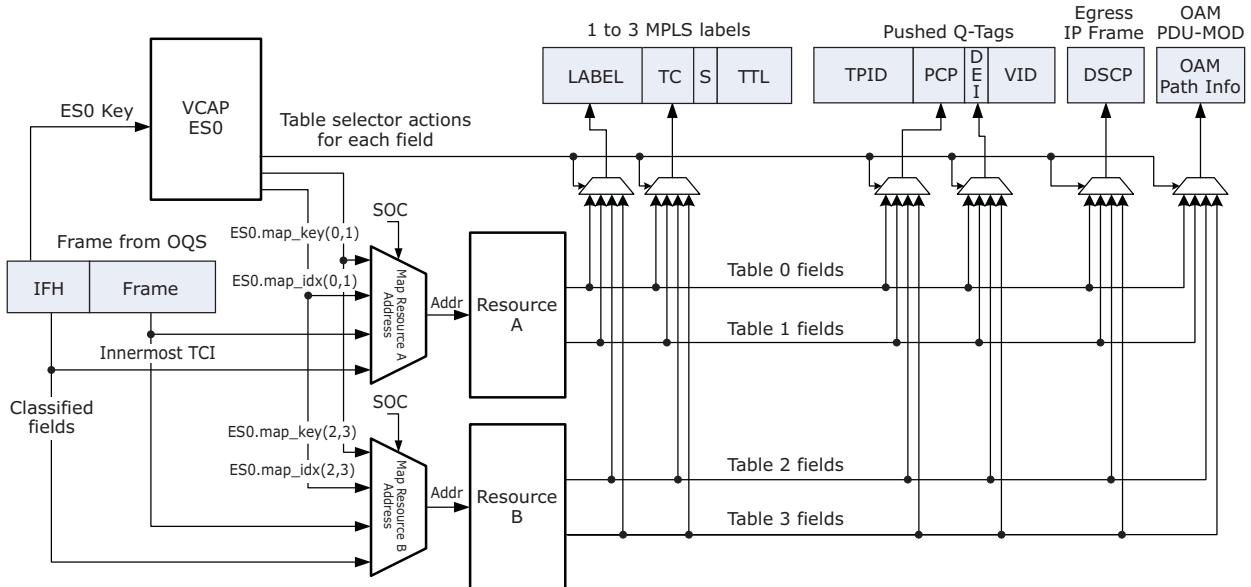 Egress
IP Frame
OAM
PDU-MOD
1 to 3 MPLS labels
Pushed Q-Tags
LABEL
TC
S
TTL
TPID
PCP
DEI
VID
DSCP
OAM
Path Info
VCAP
ES0
ES0 Key
Table selector actions
for each field
SOC
Frame from OQS
ES0.map_key(0,1)
IFH
Frame
ES0.map_idx(0,1)
Map Resource A
Address
Addr
Resource
A
Table 0 fields
Table 1 fields
Innermost TCI
Classified
fields
SOC
ES0.map_key(2,3)
ES0.map_idx(2,3)
Map Resource B
Address
Addr
Resource
B
Table 2 fields
Table 3 fields